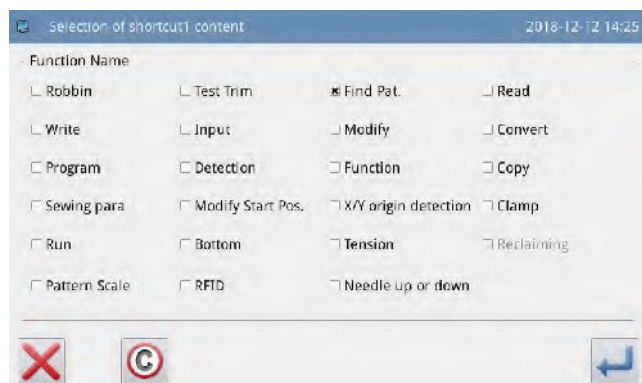 Selection of shortcut1 content 2018-12-12 14:25
Function Name
Robbin Test Trim Find Pat. Read
Write Input Modify Convert
Program Detection Function Copy
Sewing para Modify Start Pos. X/Y origin detection Clamp
Run Bottom Tension Reclaiming
Pattern Scale RFID Needle up or down
C